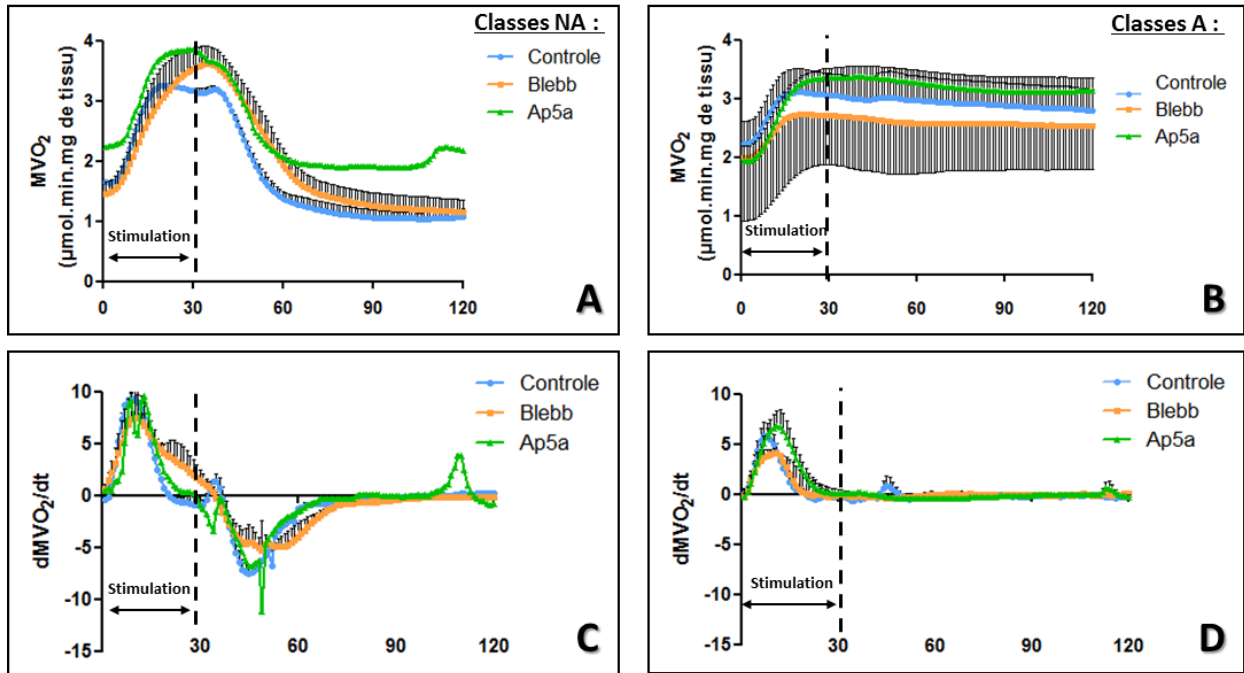 Classes NA :
4
3
2
1
0
MVO2
(µmol.min.mg de tissu)
Controle
Blebb
Ap5a
Stimulation
0
30
60
90
120
A
Classes A :
4
3
2
1
0
MVO2
(µmol.min.mg de tissu)
Controle
Blebb
Ap5a
Stimulation
0
30
60
90
120
B
10
5
0
-5
-10
-15
dMVO2/dt
Controle
Blebb
Ap5a
Stimulation
30
60
90
120
C
10
5
0
-5
-10
-15
dMVO2/dt
Controle
Blebb
Ap5a
Stimulation
30
60
90
120
D